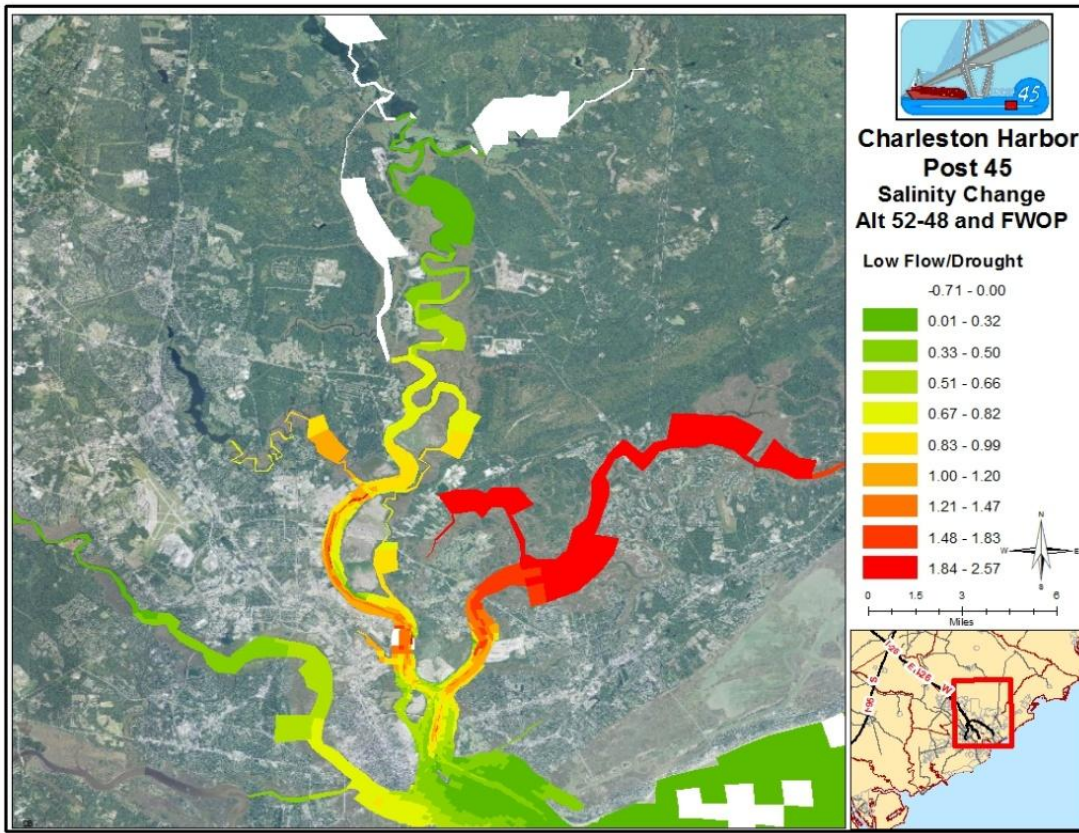 45
Charleston Harbor
Post 45
Salinity Change
Alt 52-48 and FWOP
Low Flow/Drought
-0.71 - 0.00
0.01 - 0.32
0.33 - 0.50
0.51 - 0.66
0.67 - 0.82
0.83 - 0.99
1.00 - 1.20
1.21 - 1.47
1.48 - 1.83
1.84 - 2.57
N
W E
S
0 1.5 3 6
Miles
I-26 E I-26 W
I-95 S